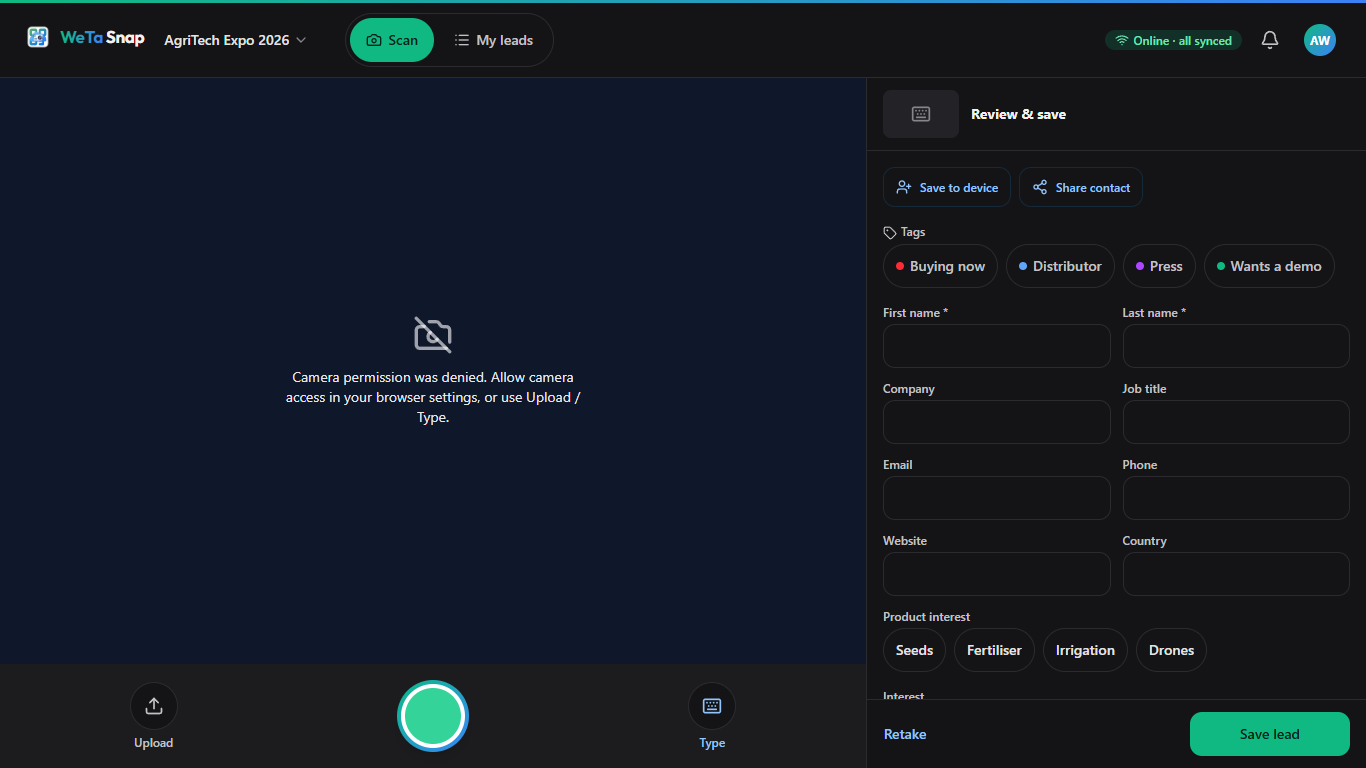 WeTa Snap
AgriTech Expo 2026
Scan
My leads
Online · all synced
AW
Camera permission was denied. Allow camera
access in your browser settings, or use Upload /
Type.
Upload
Type
Review & save
Save to device
Share contact
Tags
Buying now
Distributor
Press
Wants a demo
First name *
Last name *
Company
Job title
Email
Phone
Website
Country
Product interest
Seeds
Fertiliser
Irrigation
Drones
Interest
Retake
Save lead